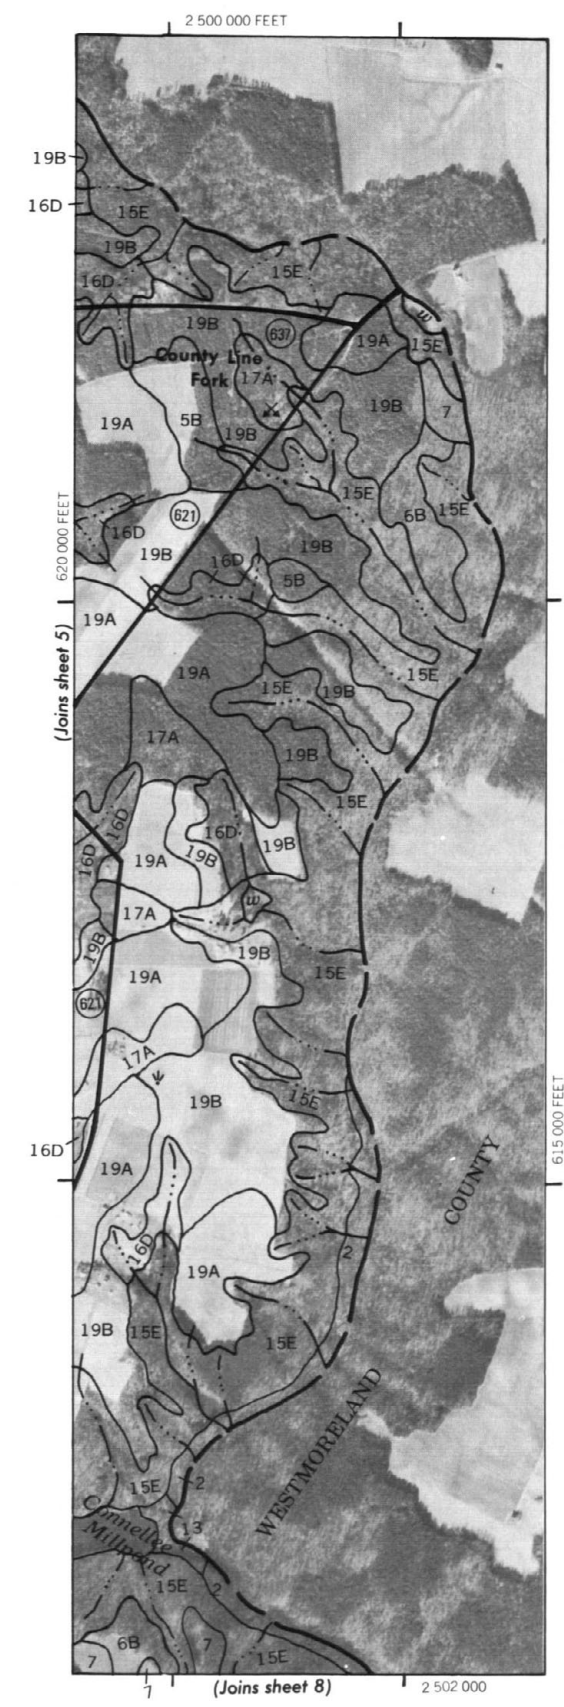 2 500 000 FEET
19B
16D
15E
19B
15E
16D
w
19B
637
19A
15E
County Line
Fork
17A
19B
7
19A
5B
19B
15E
15E
6B
621
16D
19B
19B
16D
5B
620 000 FEET
19A
(Joins sheet 5)
19A
15E
15E
19B
17A
19B
15E
16D
16D
19B
16D
19A
19B
w
17A
19B
19B
15E
19A
621
17A
15E
19B
615 000 FEET
16D
19A
COUNTY
16D
2
19A
19B
15E
15E
WESTMORELAND
15E
2
Connellee
Millpond
13
15E
2
6B
7
7
15E
7
(Joins sheet 8)
2 502 000